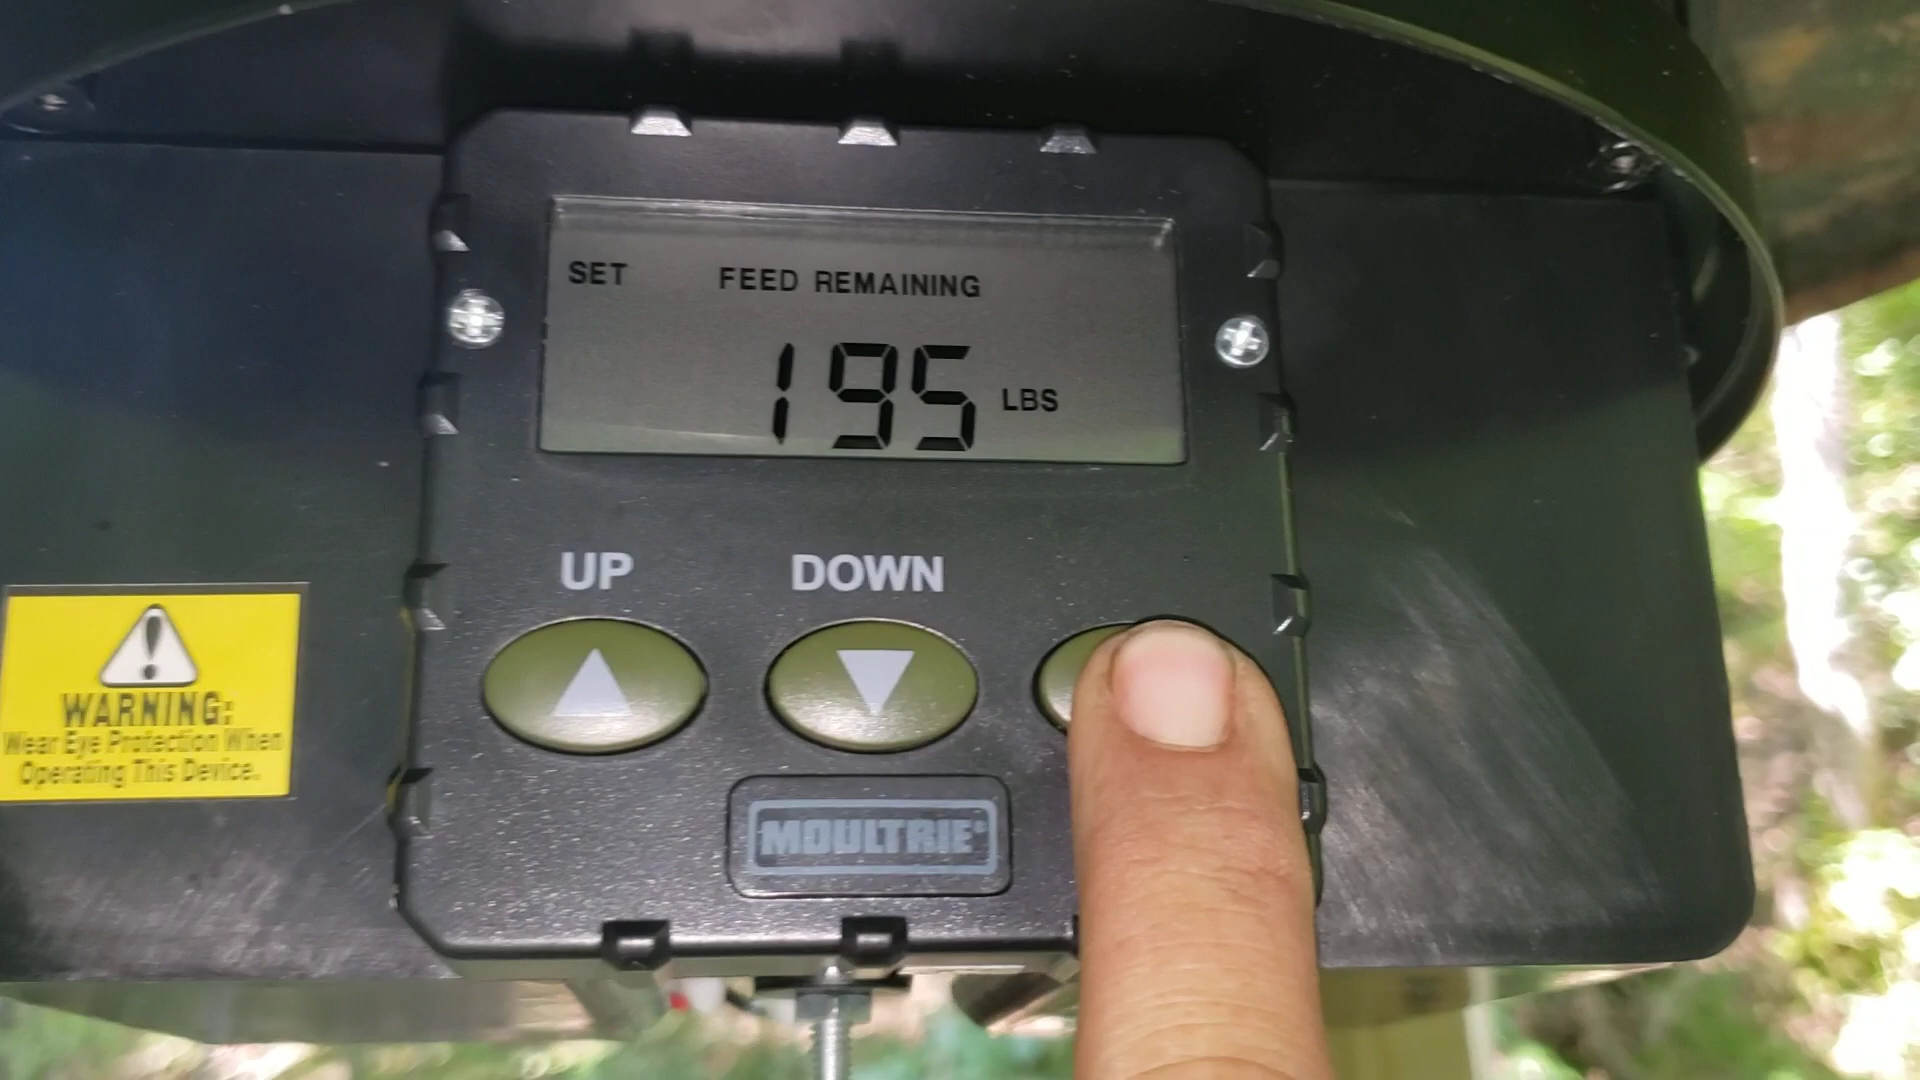 SET FEED REMAINING
195 LBS
UP DOWN
WARNING:
Wear Eye Protection When
Operating This Device.
MOULTRIE®